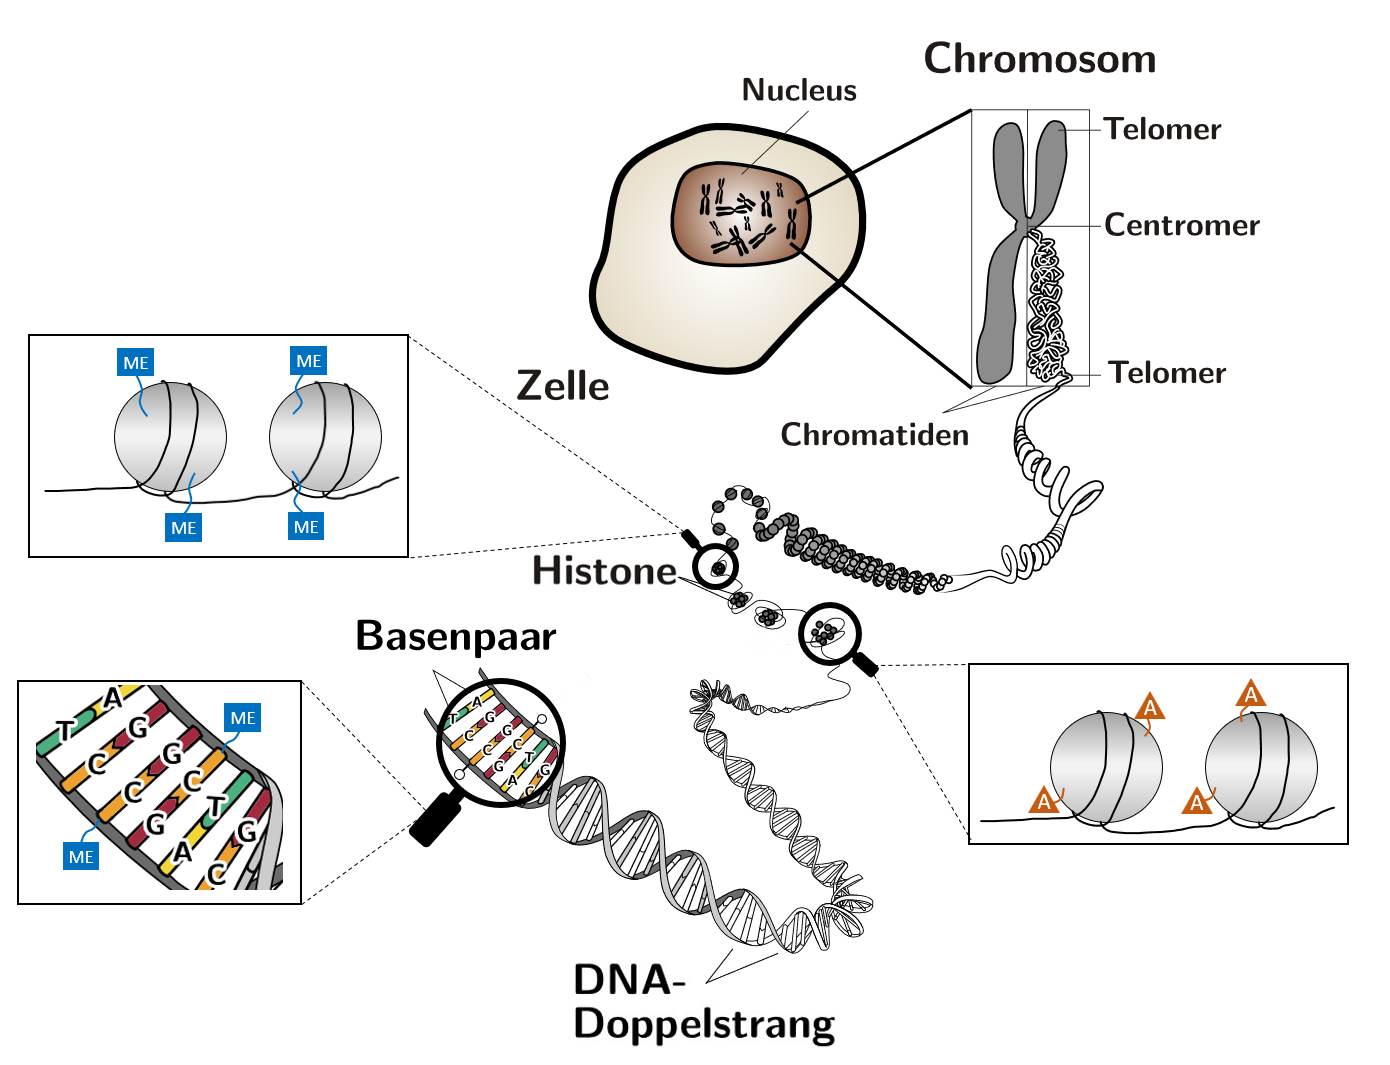 Chromosom
Nucleus
Telomer
Centromer
Telomer
Chromatiden
Zelle
ME
ME
ME
ME
Histone
Basenpaar
A
T
G
C
G
C
C
T
G
G
A
C
ME
ME
T
A
C
G
C
G
G
C
A
T
C
G
A
A
A
A
DNA-
Doppelstrang